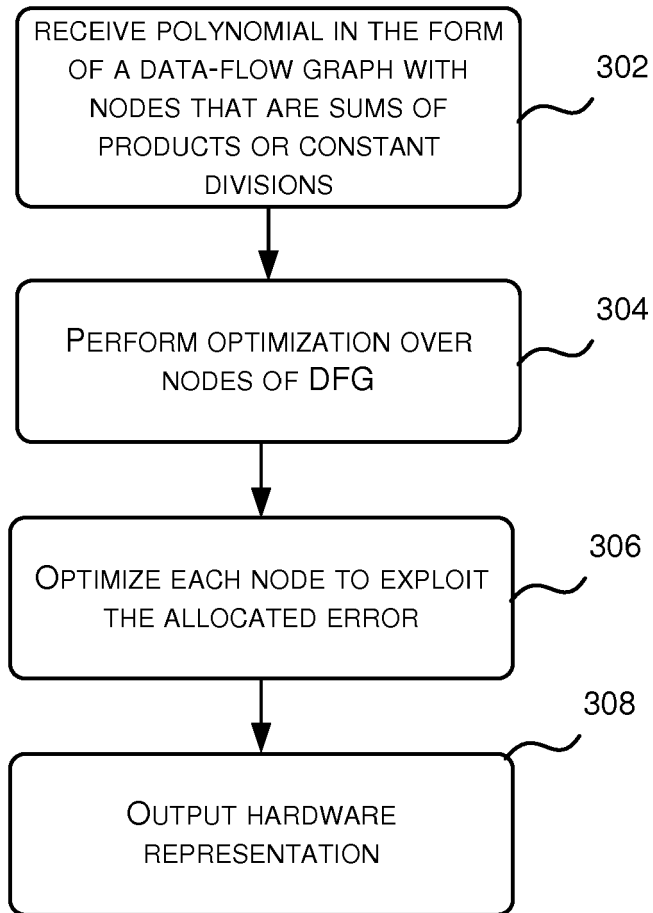 RECEIVE POLYNOMIAL IN THE FORM
OF A DATA-FLOW GRAPH WITH
NODES THAT ARE SUMS OF
PRODUCTS OR CONSTANT
DIVISIONS
302
PERFORM OPTIMIZATION OVER
NODES OF DFG
304
OPTIMIZE EACH NODE TO EXPLOIT
THE ALLOCATED ERROR
306
OUTPUT HARDWARE
REPRESENTATION
308